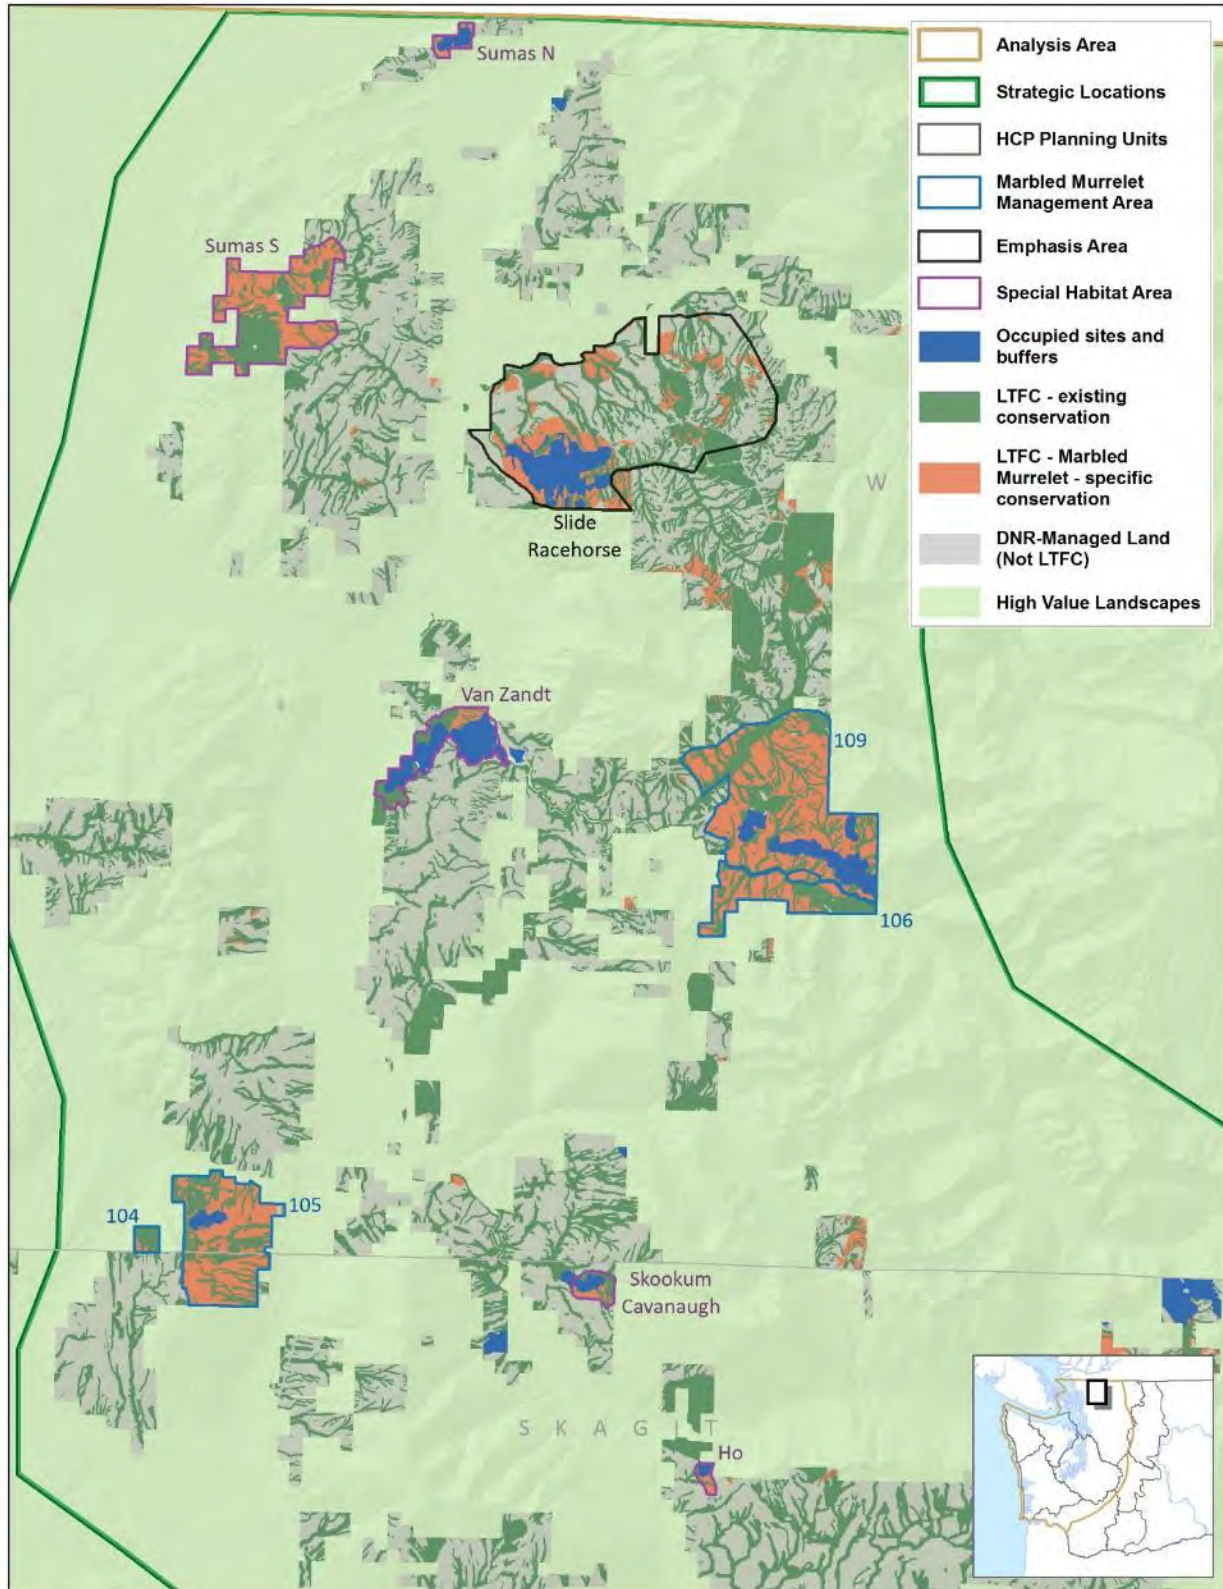 Analysis Area
Strategic Locations
HCP Planning Units
Marbled Murrelet
Management Area
Emphasis Area
Special Habitat Area
Occupied sites and
buffers
LTFC - existing
conservation
LTFC - Marbled
Murrelet - specific
conservation
DNR-Managed Land
(Not LTFC)
High Value Landscapes
Sumas N
Sumas S
W
Slide
Racehorse
Van Zandt
109
106
104
105
Skookum
Cavanaugh
SKAGIT
Ho